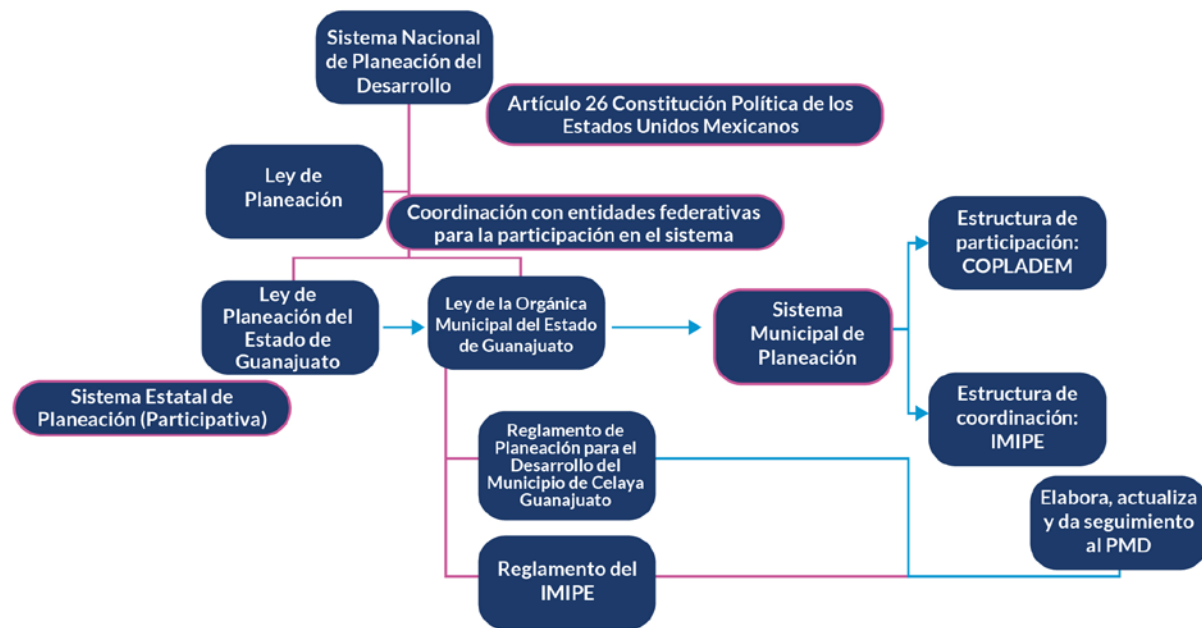 Sistema Nacional
de Planeación del
Desarrollo
Artículo 26 Constitución Política de los
Estados Unidos Mexicanos
Ley de
Planeación
Coordinación con entidades federativas
para la participación en el sistema
Estructura de
participación:
COPLADEM
Ley de
Planeación del
Estado de
Guanajuato
Ley de la Orgánica
Municipal del Estado
de Guanajuato
Sistema
Municipal de
Planeación
Sistema Estatal de
Planeación (Participativa)
Estructura de
coordinación:
IMIPE
Reglamento de
Planeación para el
Desarrollo del
Municipio de Celaya
Guanajuato
Elabora, actualiza
y da seguimiento
al PMD
Reglamento del
IMIPE